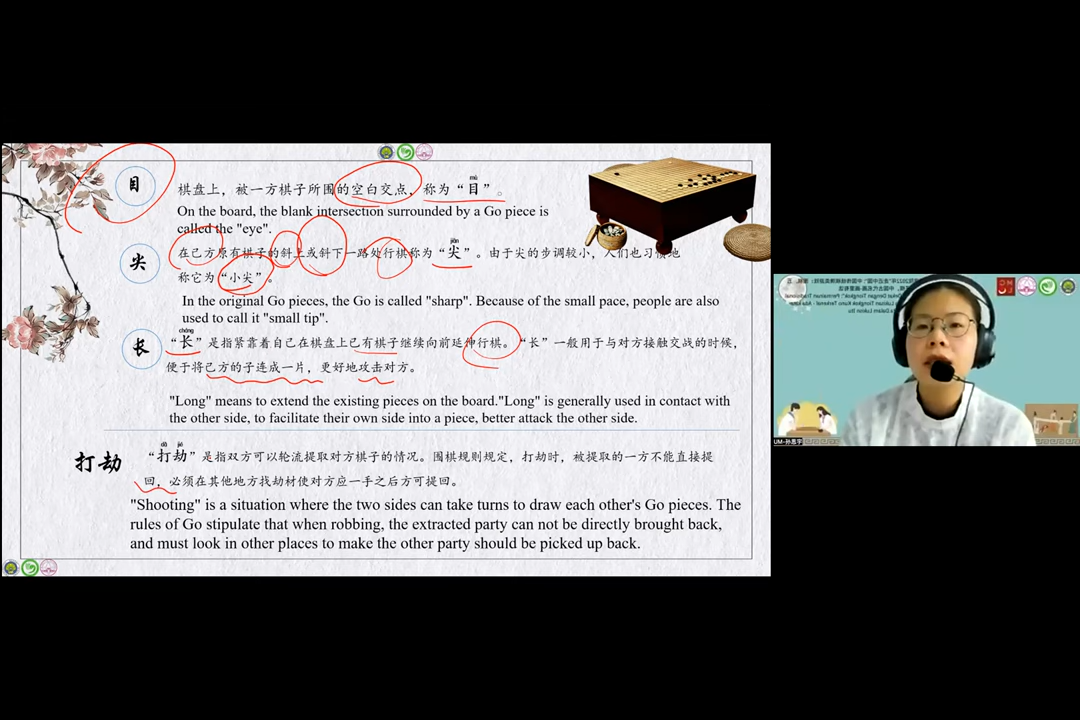 目
mù
棋盘上，被一方棋子所围的空白交点，称为“目”。
On the board, the blank intersection surrounded by a Go piece is
called the "eye".
尖
jiān
在己方原有棋子的斜上或斜下一路处行棋称为“尖”。由于尖的步调较小，人们也习惯地
称它为“小尖”。
In the original Go pieces, the Go is called "sharp". Because of the small pace, people are also
used to call it "small tip".
长
cháng
“长”是指紧靠着自己在棋盘上已有棋子继续向前延伸行棋。“长”一般用于与对方接触交战的时候，
便于将己方的子连成一片，更好地攻击对方。
"Long" means to extend the existing pieces on the board."Long" is generally used in contact with
the other side, to facilitate their own side into a piece, better attack the other side.
打劫
dǎ jié
“打劫”是指双方可以轮流提取对方棋子的情况。围棋规则规定，打劫时，被提取的一方不能直接提
回，必须在其他地方找劫材使对方应一手之后方可提回。
"Shooting" is a situation where the two sides can take turns to draw each other's Go pieces. The
rules of Go stipulate that when robbing, the extracted party can not be directly brought back,
and must look in other places to make the other party should be picked up back.